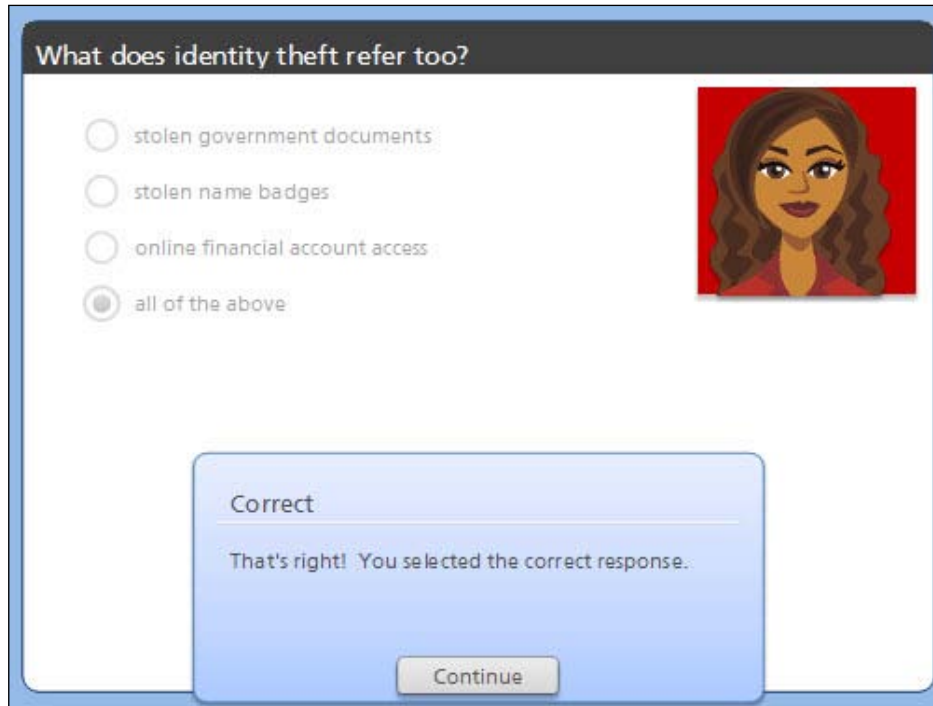 What does identity theft refer too?
stolen government documents
stolen name badges
online financial account access
all of the above
Correct
That's right! You selected the correct response.
Continue